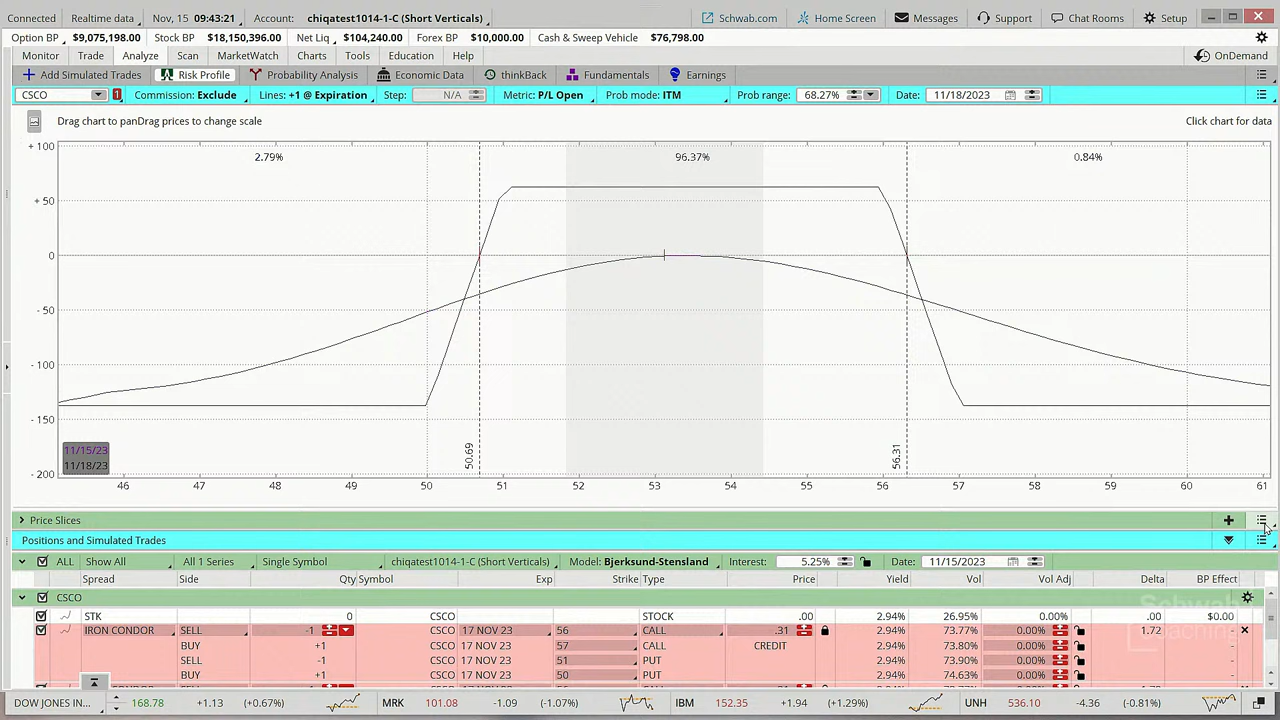 Connected Realtime data Nov, 15 09:43:21 Account: chiqatest1014-1-C (Short Verticals) Schwab.com Home Screen Messages Support Chat Rooms Setup
Option BP $9,075,198.00 Stock BP $18,150,396.00 Net Liq $104,240.00 Forex BP $10,000.00 Cash & Sweep Vehicle $76,798.00
Monitor Trade Analyze Scan MarketWatch Charts Tools Education Help OnDemand
Add Simulated Trades Risk Profile Probability Analysis Economic Data thinkBack Fundamentals Earnings
CSCO 1 Commission: Exclude Lines: +1 @ Expiration Step: N/A Metric: P/L Open Prob mode: ITM Prob range: 68.27% Date: 11/18/2023
Drag chart to panDrag prices to change scale Click chart for data
+ 100
2.79% 96.37% 0.84%
+ 50
0
- 50
- 100
- 150
- 200
50.69
56.31
11/15/23
11/18/23
46 47 48 49 50 51 52 53 54 55 56 57 58 59 60 61
Price Slices
Positions and Simulated Trades
ALL Show All All 1 Series Single Symbol chiqatest1014-1-C (Short Verticals) Model: Bjerksund-Stensland Interest: 5.25% Date: 11/15/2023
Spread Side Qty Symbol Exp Strike Type Price Yield Vol Vol Adj Delta BP Effect
CSCO
STK 0 CSCO STOCK .00 2.94% 26.95% 0.00% .00 $0.00
IRON CONDOR SELL -1 CSCO 17 NOV 23 56 CALL .31 2.94% 73.77% 0.00% 1.72
BUY +1 CSCO 17 NOV 23 57 CALL CREDIT 2.94% 73.80% 0.00% -
SELL -1 CSCO 17 NOV 23 51 PUT 2.94% 73.90% 0.00% -
BUY +1 CSCO 17 NOV 23 50 PUT 2.94% 74.63% 0.00% -
Schwab
Coaching
DOW JONES IN... 168.78 +1.13 (+0.67%) MRK 101.08 -1.09 (-1.07%) IBM 152.35 +1.94 (+1.29%) UNH 536.10 -4.36 (-0.81%)